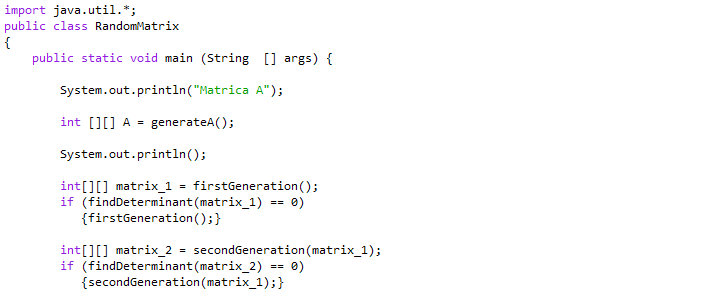 import java.util.*;
public class RandomMatrix
{
    public static void main (String  [] args) {
        System.out.println("Matrica A");
        int [][] A = generateA();
        System.out.println();
        int[][] matrix_1 = firstGeneration();
        if (findDeterminant(matrix_1) == 0)
           {firstGeneration();}
        int[][] matrix_2 = secondGeneration(matrix_1);
        if (findDeterminant(matrix_2) == 0)
           {secondGeneration(matrix_1);}